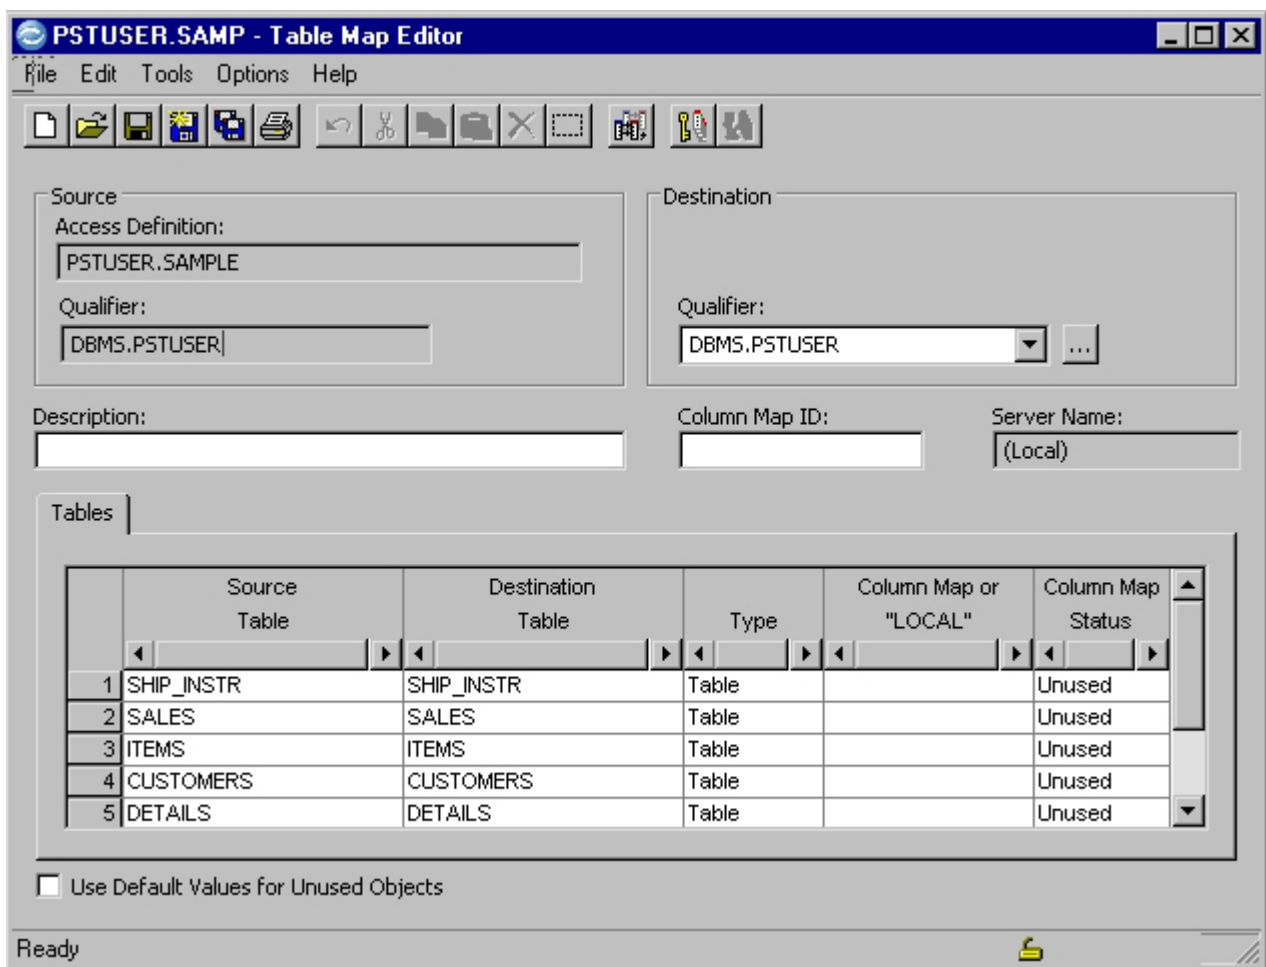 PSTUSER.SAMP - Table Map Editor
File Edit Tools Options Help
Source
Destination
Access Definition:
PSTUSER.SAMPLE
Qualifier:
Qualifier:
DBMS.PSTUSER
DBMS.PSTUSER
...
Description:
Column Map ID:
Server Name:
(Local)
Tables
Source Table
Destination Table
Type
Column Map or "LOCAL"
Column Map Status
1 SHIP_INSTR SHIP_INSTR Table Unused
2 SALES SALES Table Unused
3 ITEMS ITEMS Table Unused
4 CUSTOMERS CUSTOMERS Table Unused
5 DETAILS DETAILS Table Unused
Use Default Values for Unused Objects
Ready